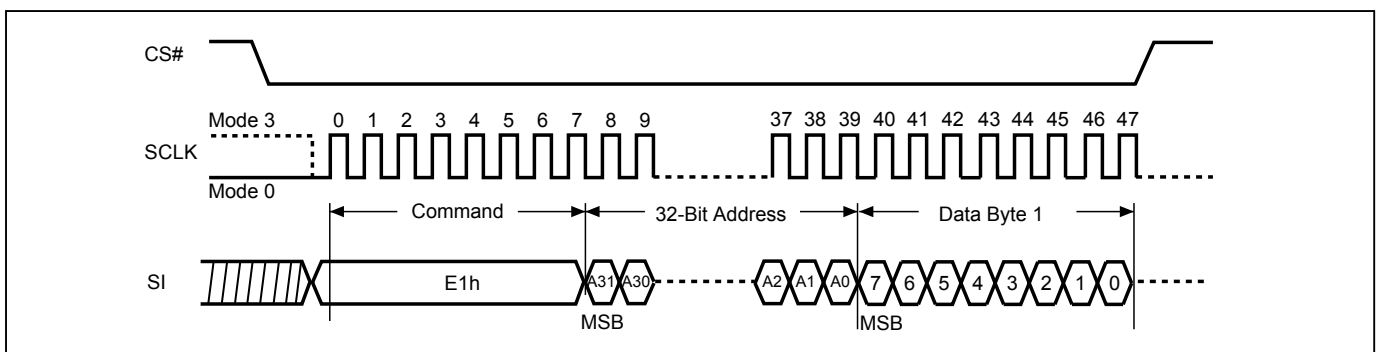 CS#
Mode 3 0 1 2 3 4 5 6 7 8 9 37 38 39 40 41 42 43 44 45 46 47
SCLK
Mode 0
Command 32-Bit Address Data Byte 1
SI E1h A31 A30 A2 A1 A0 7 6 5 4 3 2 1 0
MSB MSB